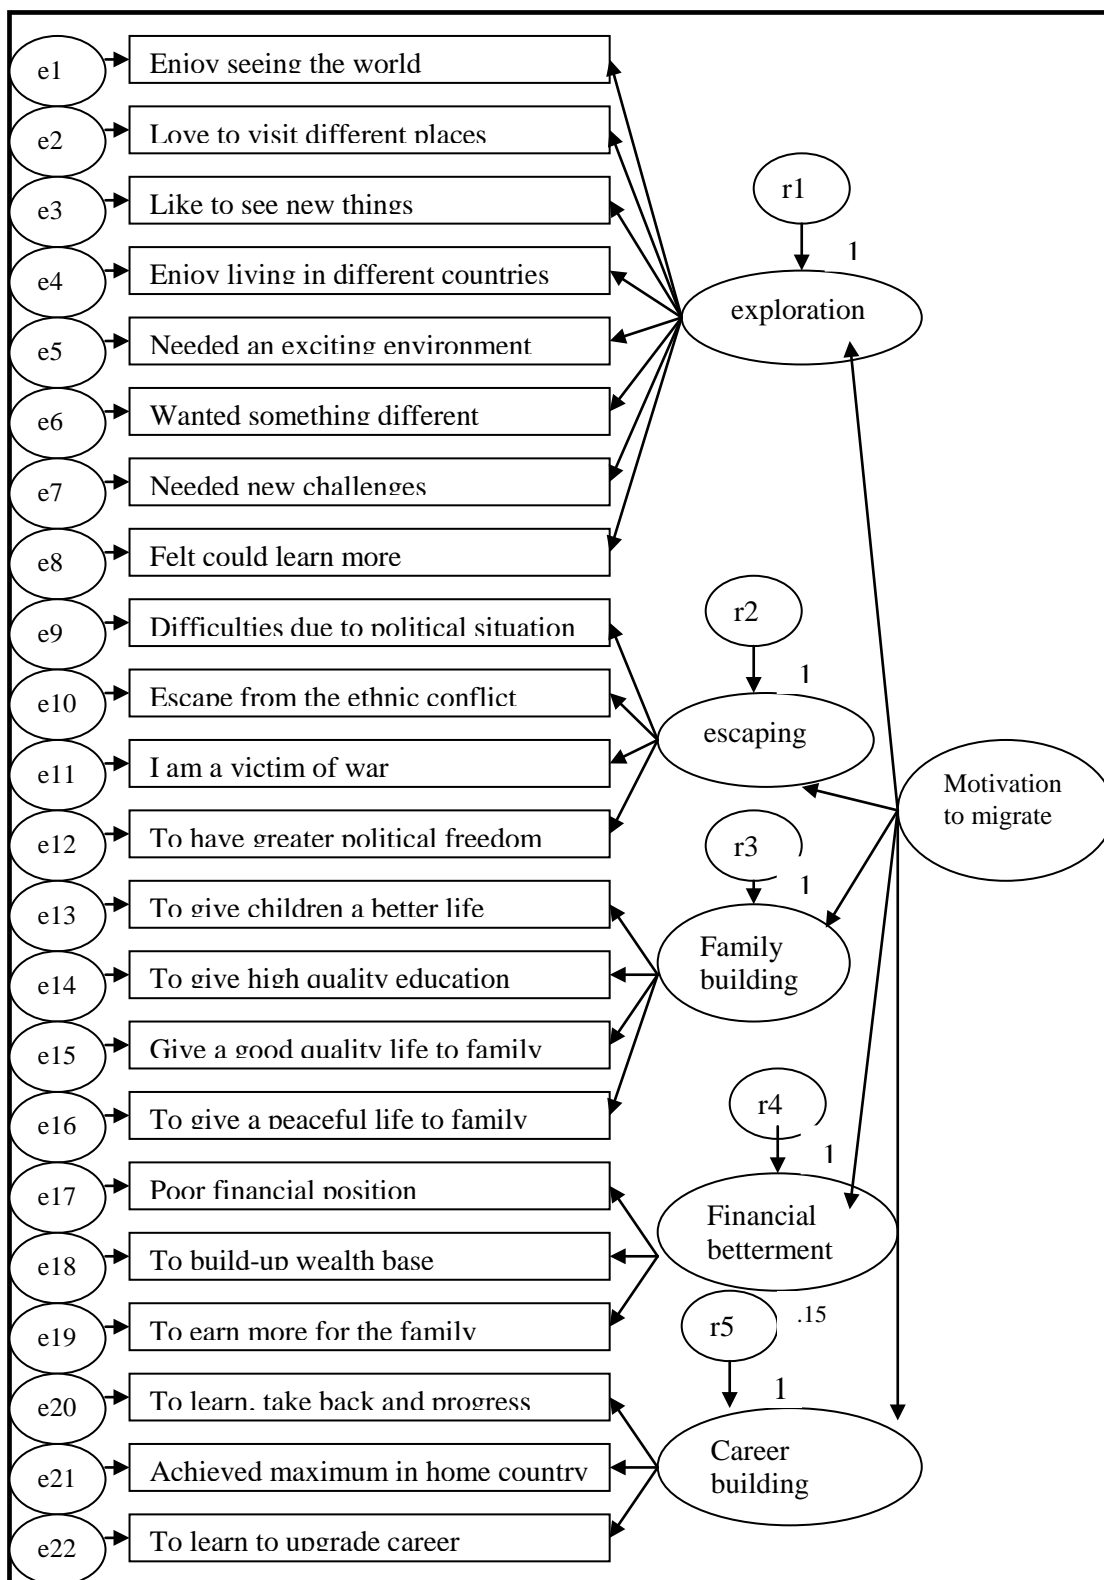 e1
Enjoy seeing the world
e2
Love to visit different places
e3
Like to see new things
e4
Enjoy living in different countries
e5
Needed an exciting environment
e6
Wanted something different
e7
Needed new challenges
e8
Felt could learn more
e9
Difficulties due to political situation
e10
Escape from the ethnic conflict
e11
I am a victim of war
e12
To have greater political freedom
e13
To give children a better life
e14
To give high quality education
e15
Give a good quality life to family
e16
To give a peaceful life to family
e17
Poor financial position
e18
To build-up wealth base
e19
To earn more for the family
e20
To learn, take back and progress
e21
Achieved maximum in home country
e22
To learn to upgrade career
r1
1
exploration
r2
1
escaping
r3
1
Family
building
r4
1
Financial
betterment
r5
.15
1
Career
building
Motivation
to migrate